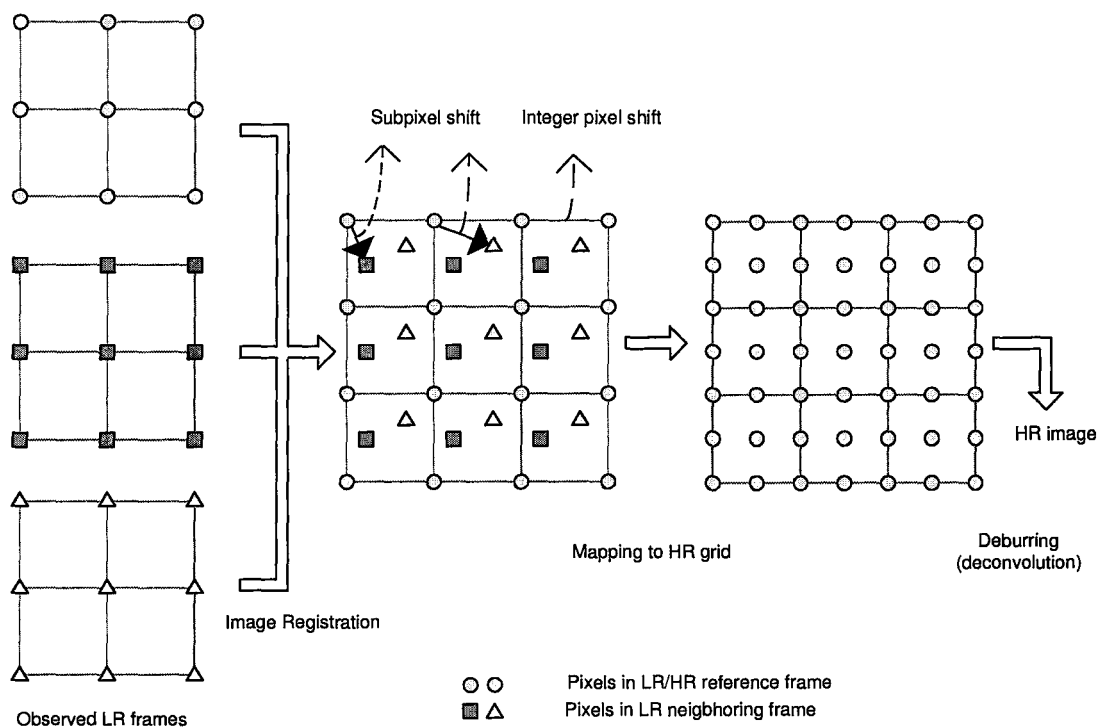 Subpixel shift
Integer pixel shift
HR image
Mapping to HR grid
Deburring
(deconvolution)
Image Registration
Observed LR frames
Pixels in LR/HR reference frame
Pixels in LR neigbhoring frame